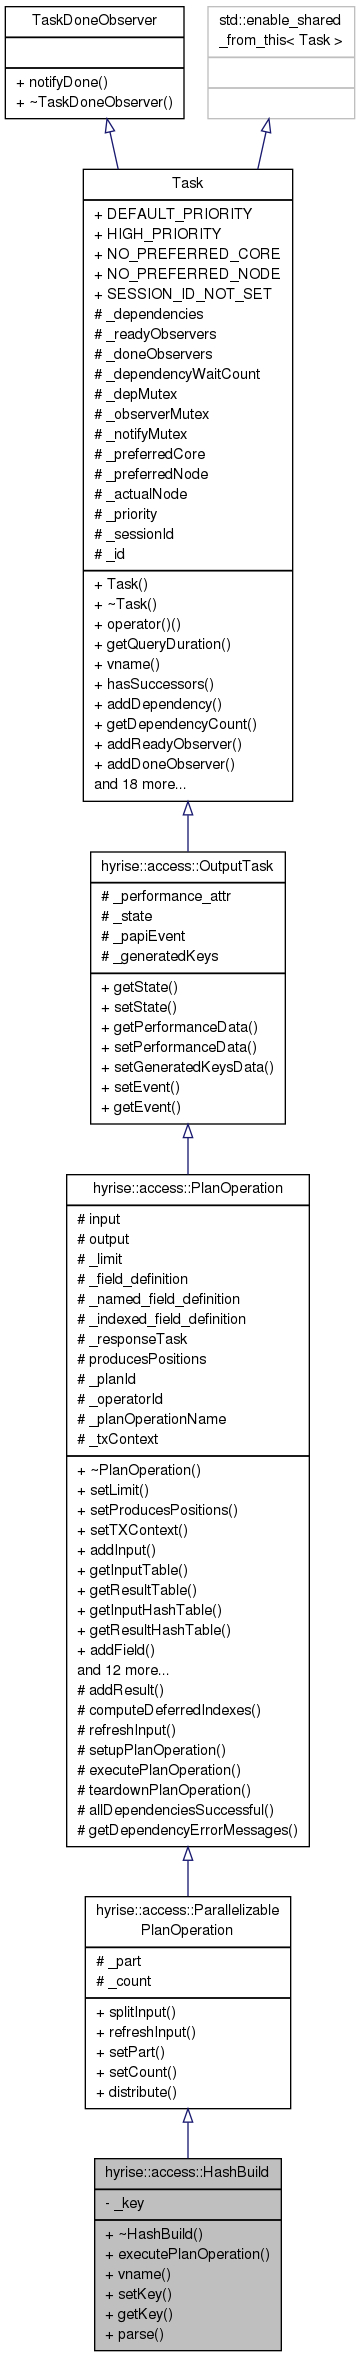 TaskDoneObserver
+ notifyDone()
+ ~TaskDoneObserver()
std::enable_shared
_from_this< Task >
Task
+ DEFAULT_PRIORITY
+ HIGH_PRIORITY
+ NO_PREFERRED_CORE
+ NO_PREFERRED_NODE
+ SESSION_ID_NOT_SET
# _dependencies
# _readyObservers
# _doneObservers
# _dependencyWaitCount
# _depMutex
# _observerMutex
# _notifyMutex
# _preferredCore
# _preferredNode
# _actualNode
# _priority
# _sessionId
# _id
+ Task()
+ ~Task()
+ operator()()
+ getQueryDuration()
+ vname()
+ hasSuccessors()
+ addDependency()
+ getDependencyCount()
+ addReadyObserver()
+ addDoneObserver()
and 18 more...
hyrise::access::OutputTask
# _performance_attr
# _state
# _papiEvent
# _generatedKeys
+ getState()
+ setState()
+ getPerformanceData()
+ setPerformanceData()
+ setGeneratedKeysData()
+ setEvent()
+ getEvent()
hyrise::access::PlanOperation
# input
# output
# _limit
# _field_definition
# _named_field_definition
# _indexed_field_definition
# _responseTask
# producesPositions
# _planId
# _operatorId
# _planOperationName
# _txContext
+ ~PlanOperation()
+ setLimit()
+ setProducesPositions()
+ setTXContext()
+ addInput()
+ getInputTable()
+ getResultTable()
+ getInputHashTable()
+ getResultHashTable()
+ addField()
and 12 more...
# addResult()
# computeDeferredIndexes()
# refreshInput()
# setupPlanOperation()
# executePlanOperation()
# teardownPlanOperation()
# allDependenciesSuccessful()
# getDependencyErrorMessages()
hyrise::access::Parallelizable
PlanOperation
# _part
# _count
+ splitInput()
+ refreshInput()
+ setPart()
+ setCount()
+ distribute()
hyrise::access::HashBuild
- _key
+ ~HashBuild()
+ executePlanOperation()
+ vname()
+ setKey()
+ getKey()
+ parse()